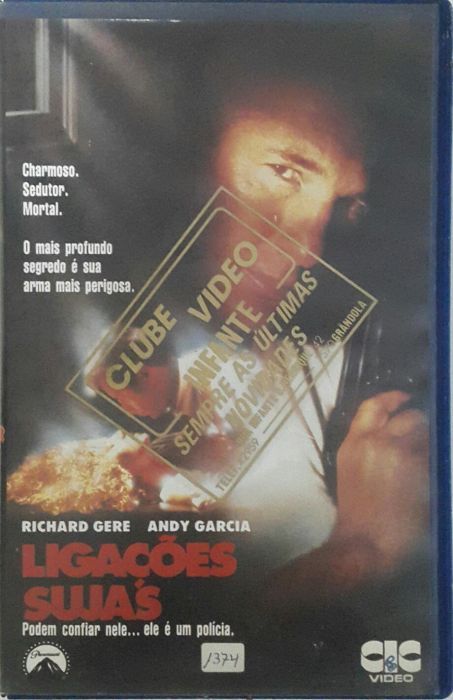 Charmoso.
Sedutor.
Mortal.
O mais profundo
segredo é sua
arma mais perigosa.
CLUBE VIDEO
INFANTE
SEMPRE AS ÚLTIMAS
NOVIDADES
GRÂNDOLA
RICHARD GERE ANDY GARCIA
LIGAÇÕES
SUJAS
Podem confiar nele... ele é um polícia.
Paramount
1374
CIC
VIDEO